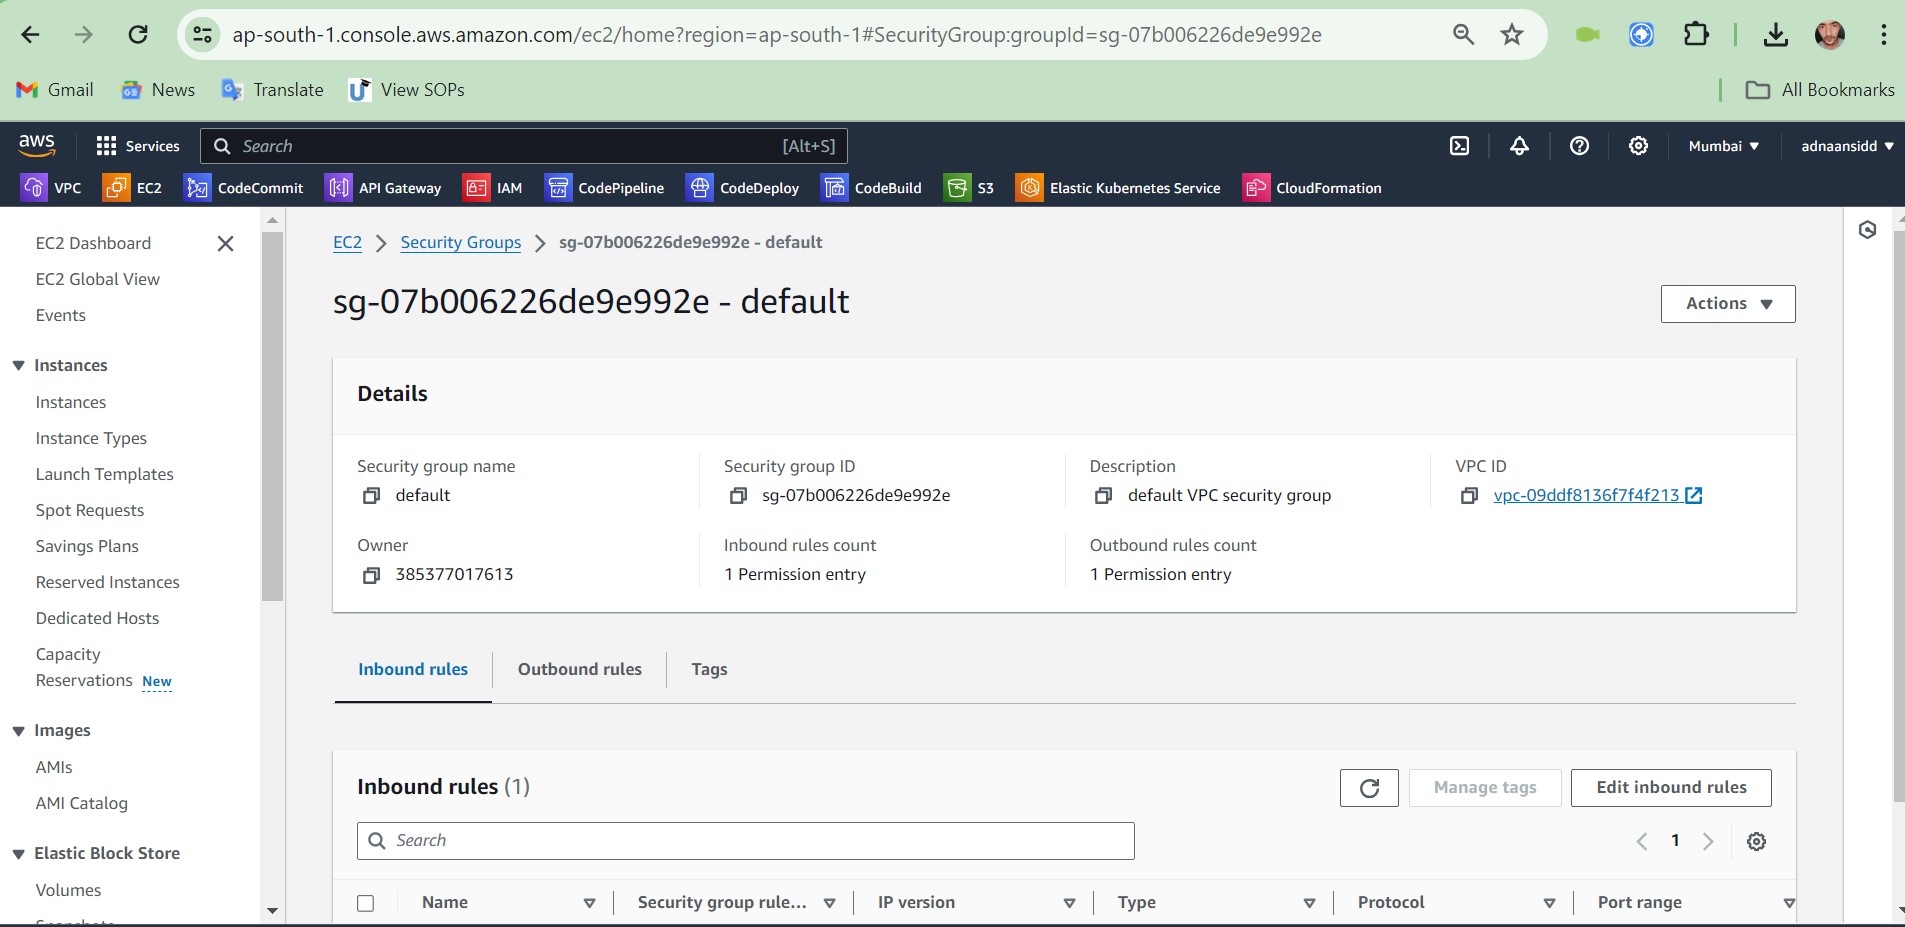 ap-south-1.console.aws.amazon.com/ec2/home?region=ap-south-1#SecurityGroup:groupId=sg-07b006226de9e992e
Gmail News Translate View SOPs All Bookmarks
aws Services Search [Alt+S] Mumbai adnaansidd
VPC EC2 CodeCommit API Gateway IAM CodePipeline CodeDeploy CodeBuild S3 Elastic Kubernetes Service CloudFormation
EC2 Dashboard
EC2 Global View
Events
Instances
Instances
Instance Types
Launch Templates
Spot Requests
Savings Plans
Reserved Instances
Dedicated Hosts
Capacity
Reservations New
Images
AMIs
AMI Catalog
Elastic Block Store
Volumes
Snapshots
EC2 > Security Groups > sg-07b006226de9e992e - default
sg-07b006226de9e992e - default
Actions
Details
Security group name Security group ID Description VPC ID
default sg-07b006226de9e992e default VPC security group vpc-09ddf8136f7f4f213
Owner Inbound rules count Outbound rules count
385377017613 1 Permission entry 1 Permission entry
Inbound rules Outbound rules Tags
Inbound rules (1) Manage tags Edit inbound rules
Search 1
Name Security group rule... IP version Type Protocol Port range